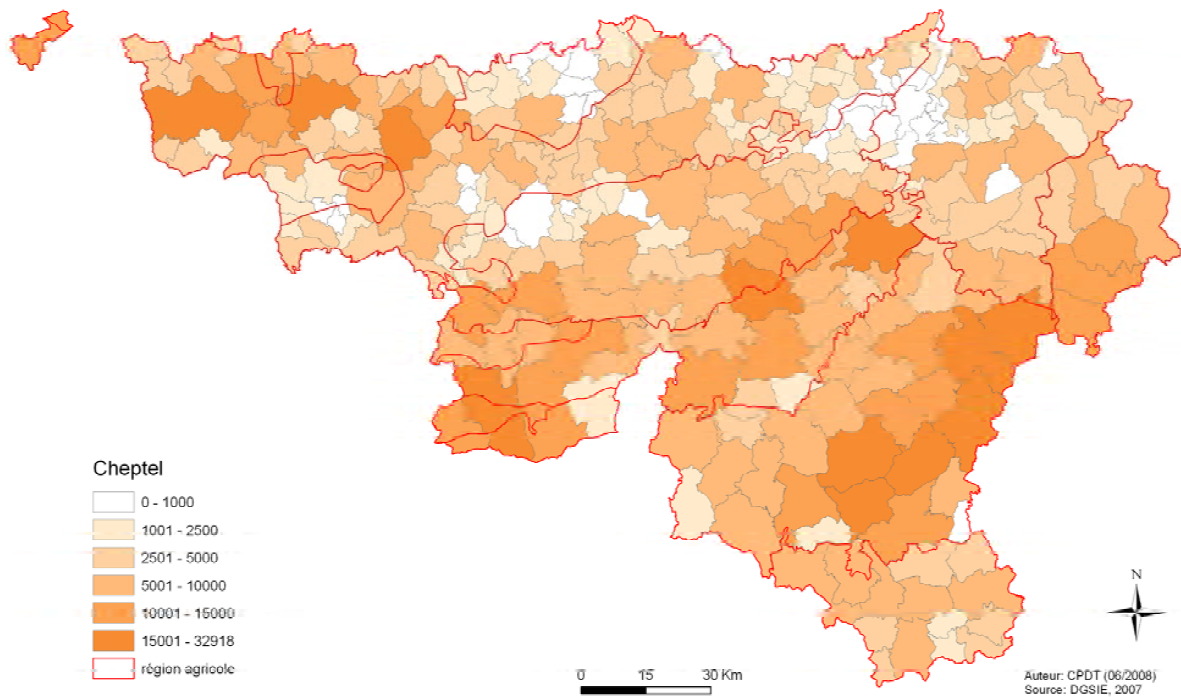 Cheptel
0 - 1000
1001 - 2500
2501 - 5000
5001 - 10000
10001 - 15000
15001 - 32918
région agricole
N
0 15 30 Km
Auteur: CPDT (06/2008)
Source: DGSIE, 2007